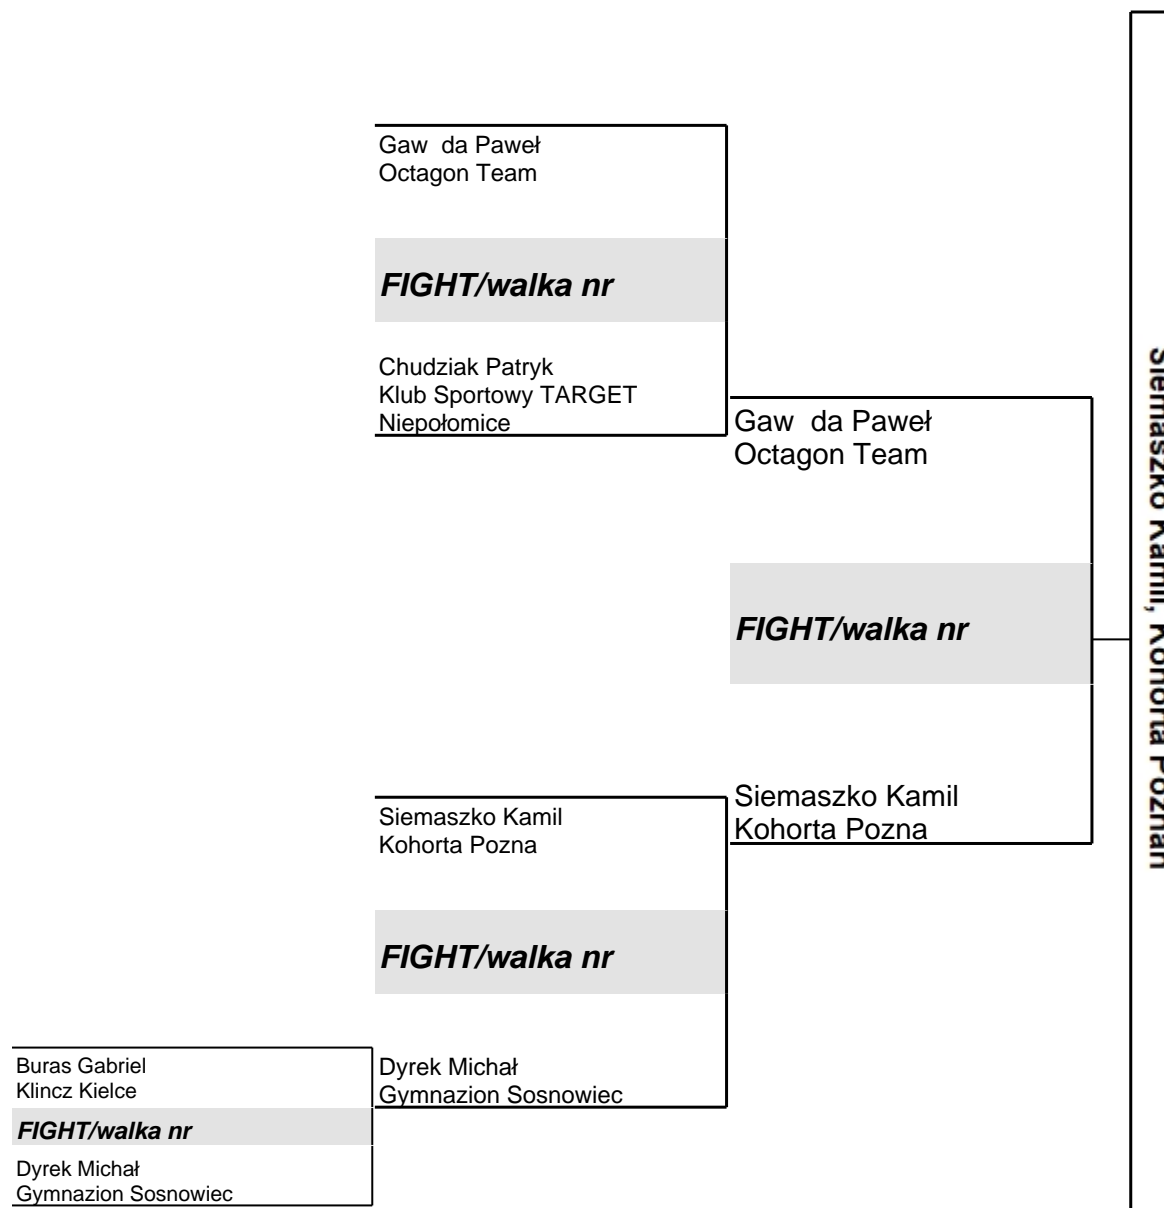 Gaw da Paweł
Octagon Team
FIGHT/walka nr
Chudziak Patryk
Klub Sportowy TARGET
Niepołomice
Gaw da Paweł
Octagon Team
FIGHT/walka nr
Siemaszko Kamil
Kohorta Pozna
Siemaszko Kamil
Kohorta Pozna
FIGHT/walka nr
Dyrek Michał
Gymnazion Sosnowiec
Buras Gabriel
Klincz Kielce
FIGHT/walka nr
Dyrek Michał
Gymnazion Sosnowiec
Siemaszko Kamil, Kohorta Poznań